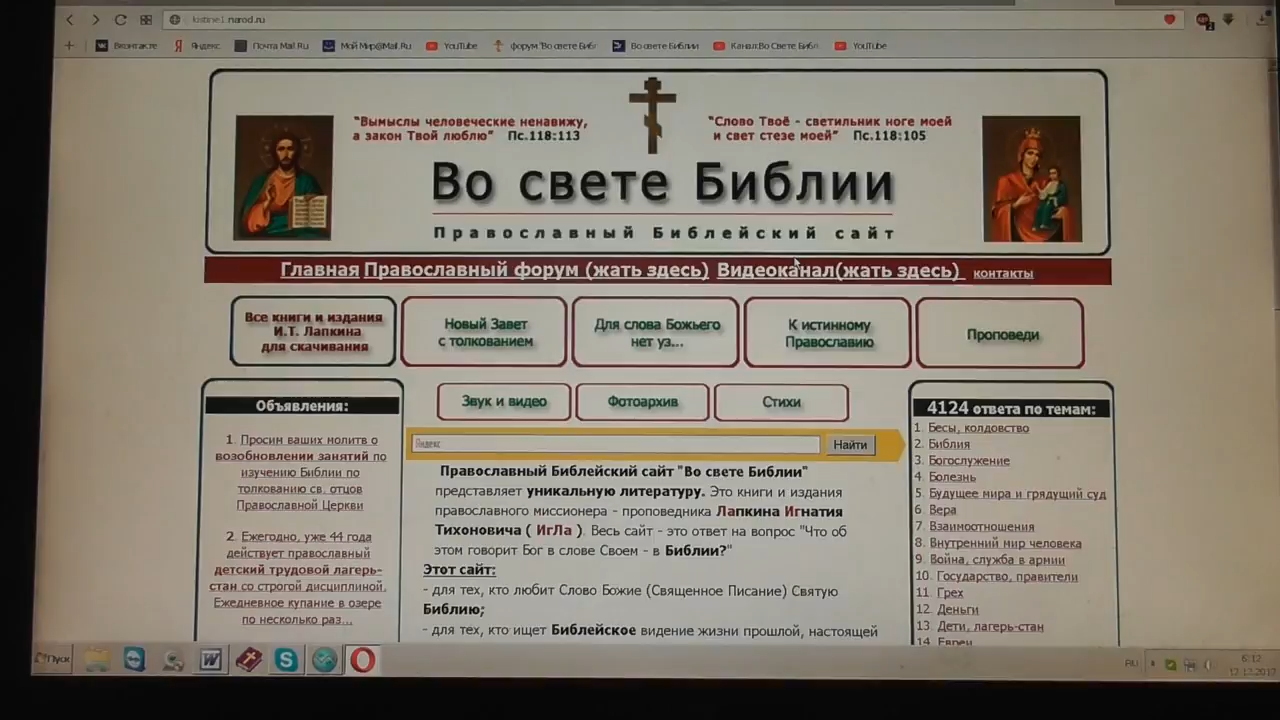 istine1.narod.ru
Вконтакте Яндекс Почта Mail.Ru Мой Мир@Mail.Ru YouTube форум "Во свете Библ Во свете Библии Канал:Во Свете Библ YouTube
"Вымыслы человеческие ненавижу,
а закон Твой люблю" Пс.118:113
"Слово Твоё - светильник ноге моей
и свет стезе моей" Пс.118:105
Во свете Библии
Православный Библейский сайт
Главная Православный форум (жать здесь) Видеоканал(жать здесь) контакты
Все книги и издания
И.Т. Лапкина
для скачивания
Новый Завет
с толкованием
Для слова Божьего
нет уз...
К истинному
Православию
Проповеди
Звук и видео Фотоархив Стихи
Объявления:
1. Просим ваших молитв о
возобновлении занятий по
изучению Библии по
толкованию св. отцов
Православной Церкви
2. Ежегодно, уже 44 года
действует православный
детский трудовой лагерь-
стан со строгой дисциплиной.
Ежедневное купание в озере
по несколько раз...
Яндекс Найти
Православный Библейский сайт "Во свете Библии"
представляет уникальную литературу. Это книги и издания
православного миссионера - проповедника Лапкина Игнатия
Тихоновича ( ИгЛа ). Весь сайт - это ответ на вопрос "Что об
этом говорит Бог в слове Своем - в Библии?"
Этот сайт:
- для тех, кто любит Слово Божие (Священное Писание) Святую
Библию;
- для тех, кто ищет Библейское видение жизни прошлой, настоящей
4124 ответа по темам:
1. Бесы, колдовство
2. Библия
3. Богослужение
4. Болезнь
5. Будущее мира и грядущий суд
6. Вера
7. Взаимоотношения
8. Внутренний мир человека
9. Война, служба в армии
10. Государство, правители
11. Грех
12. Деньги
13. Дети, лагерь-стан
14. Евреи
Пуск
RU
6:12
17.12.2017